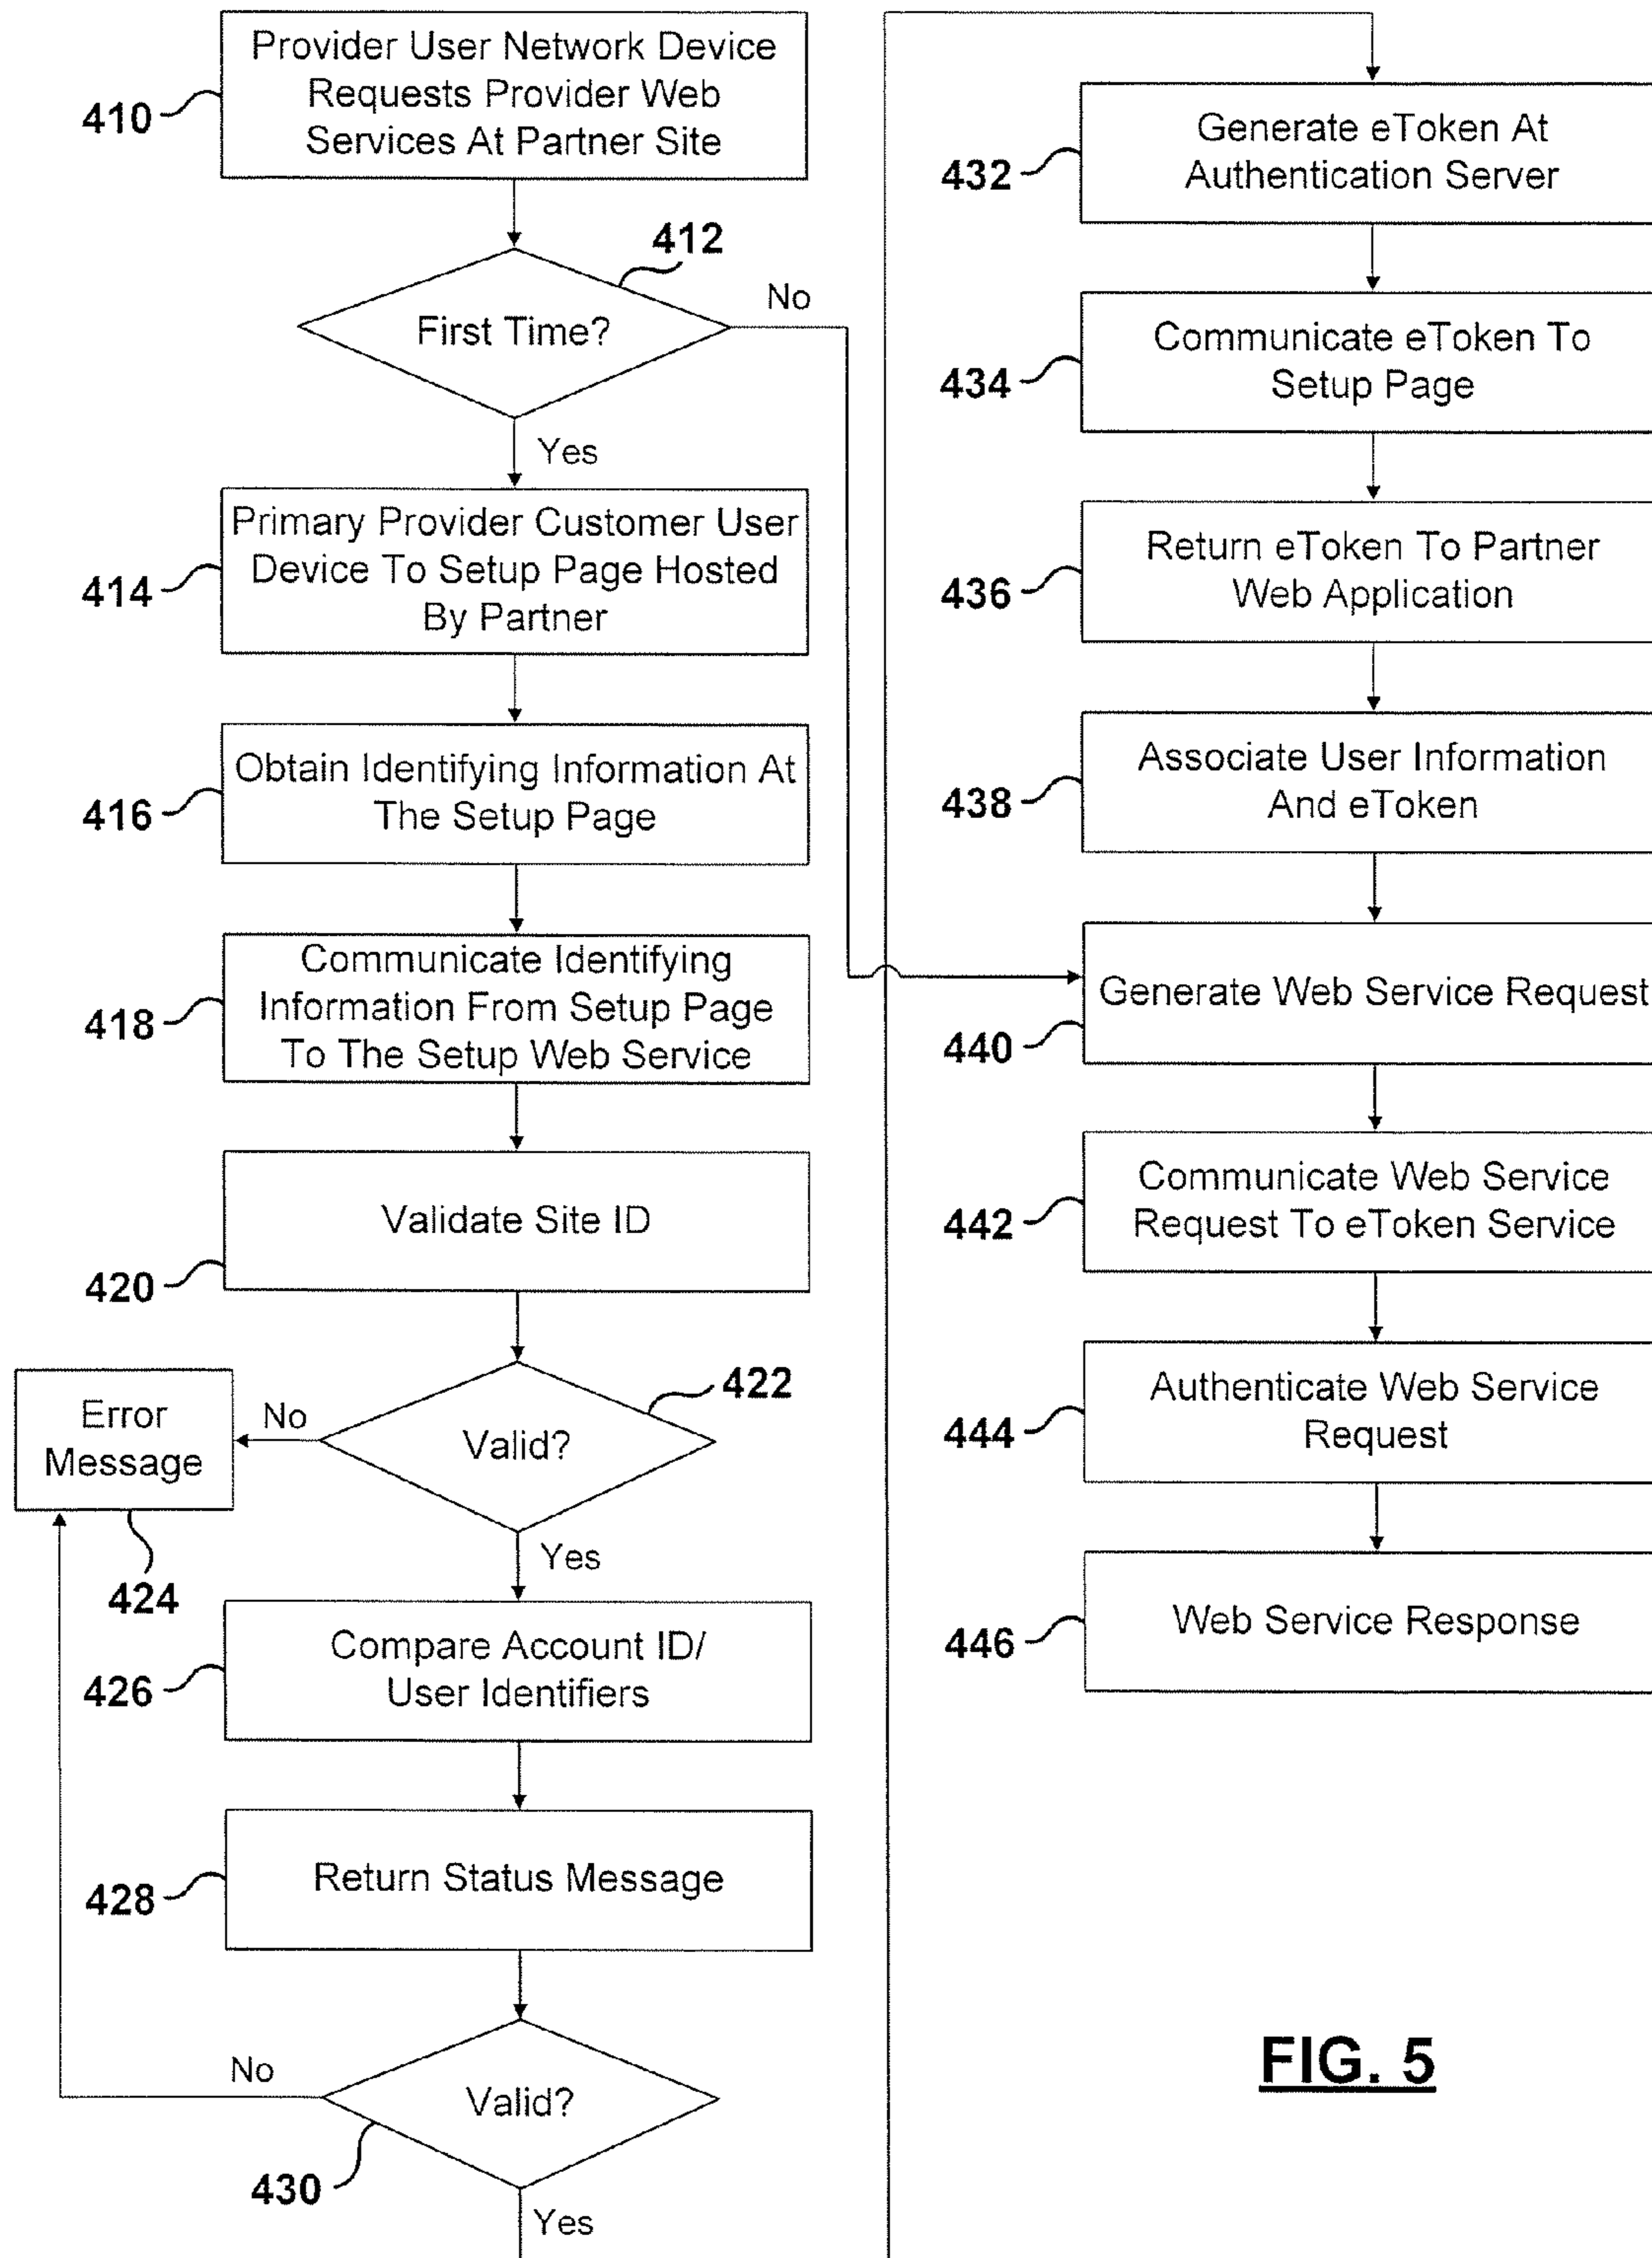 Provider User Network Device
Requests Provider Web
Services At Partner Site
410
412
First Time?
No
Yes
Primary Provider Customer User
Device To Setup Page Hosted
By Partner
414
Obtain Identifying Information At
The Setup Page
416
Communicate Identifying
Information From Setup Page
To The Setup Web Service
418
Validate Site ID
420
422
Valid?
No
Error
Message
424
Yes
Compare Account ID/
User Identifiers
426
Return Status Message
428
Valid?
No
430
Yes
Generate eToken At
Authentication Server
432
Communicate eToken To
Setup Page
434
Return eToken To Partner
Web Application
436
Associate User Information
And eToken
438
Generate Web Service Request
440
Communicate Web Service
Request To eToken Service
442
Authenticate Web Service
Request
444
Web Service Response
446
FIG. 5